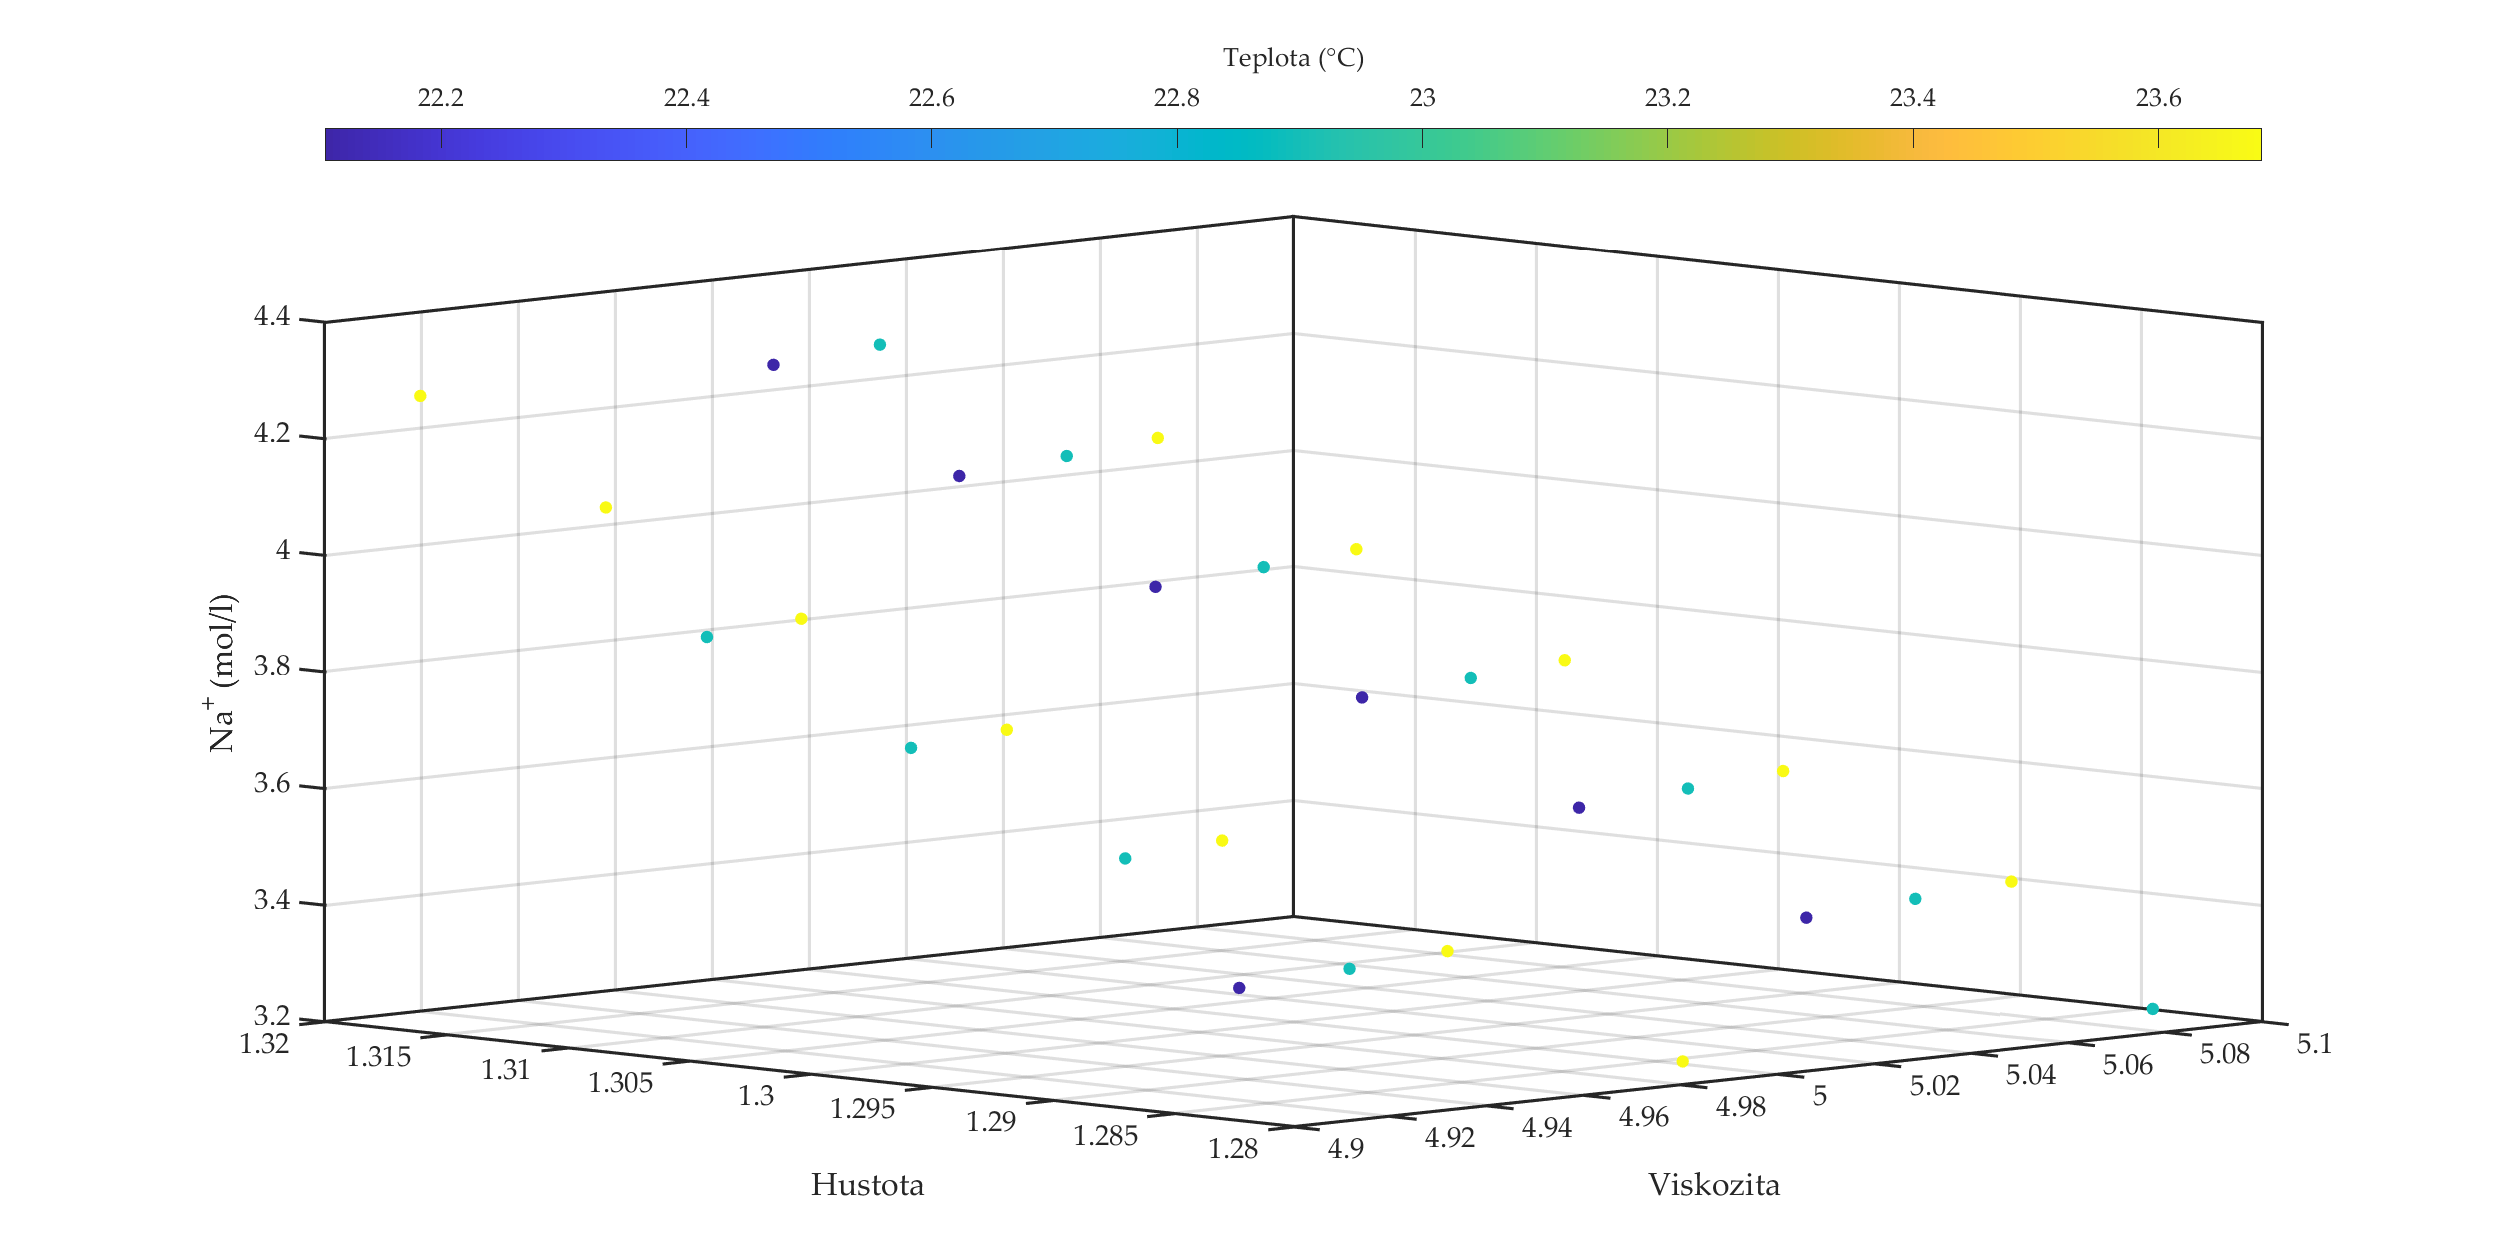 Teplota (°C)
22.2 22.4 22.6 22.8 23 23.2 23.4 23.6
4.4
4.2
4
3.8
3.6
3.4
3.2
Na⁺ (mol/l)
1.32 1.315 1.31 1.305 1.3 1.295 1.29 1.285 1.28
4.9 4.92 4.94 4.96 4.98 5 5.02 5.04 5.06 5.08 5.1
Hustota
Viskozita